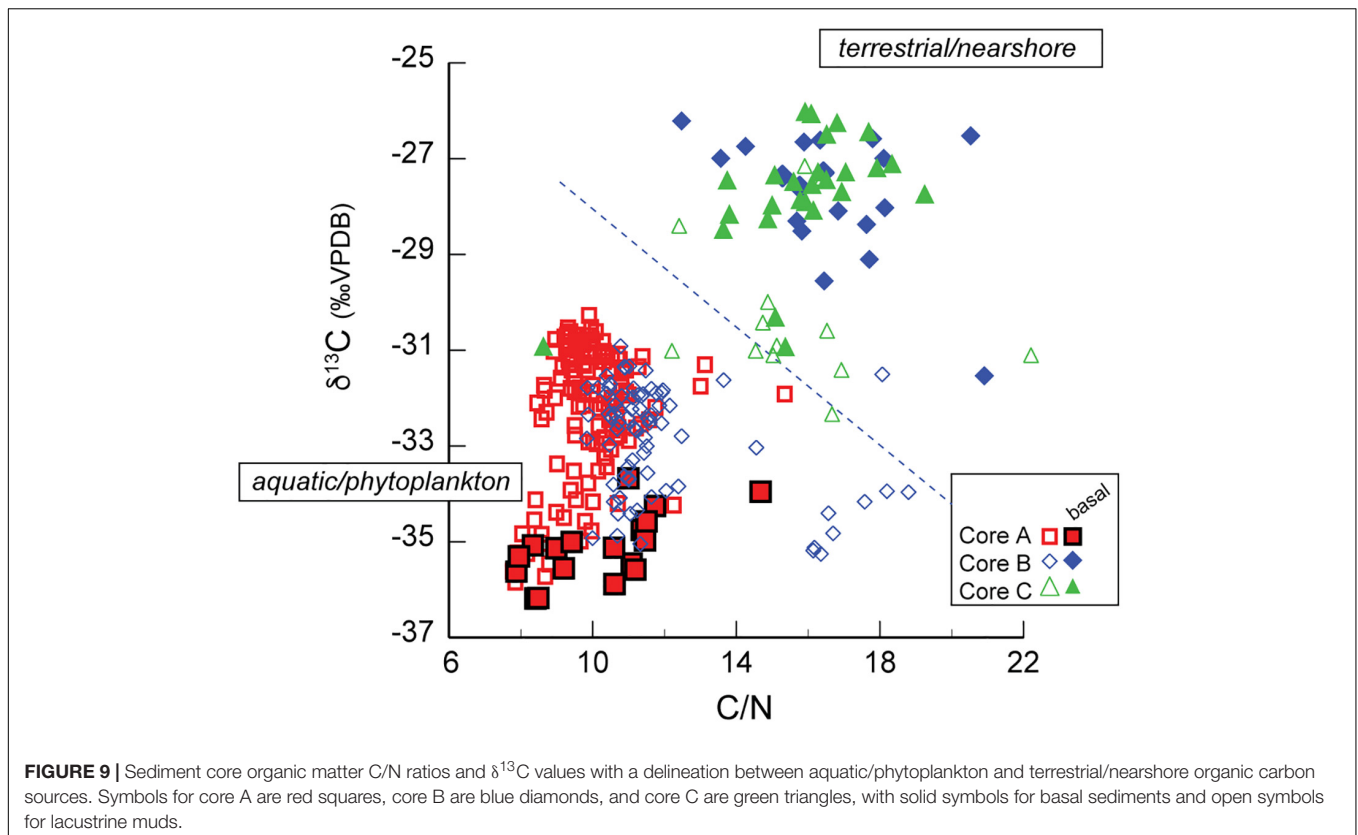 terrestrial/nearshore
-25
-27
-29
-31
-33
-35
-37
δ13C (‰VPDB)
aquatic/phytoplankton
basal
Core A
Core B
Core C
6
10
14
18
22
C/N
FIGURE 9 | Sediment core organic matter C/N ratios and δ13C values with a delineation between aquatic/phytoplankton and terrestrial/nearshore organic carbon
sources. Symbols for core A are red squares, core B are blue diamonds, and core C are green triangles, with solid symbols for basal sediments and open symbols
for lacustrine muds.